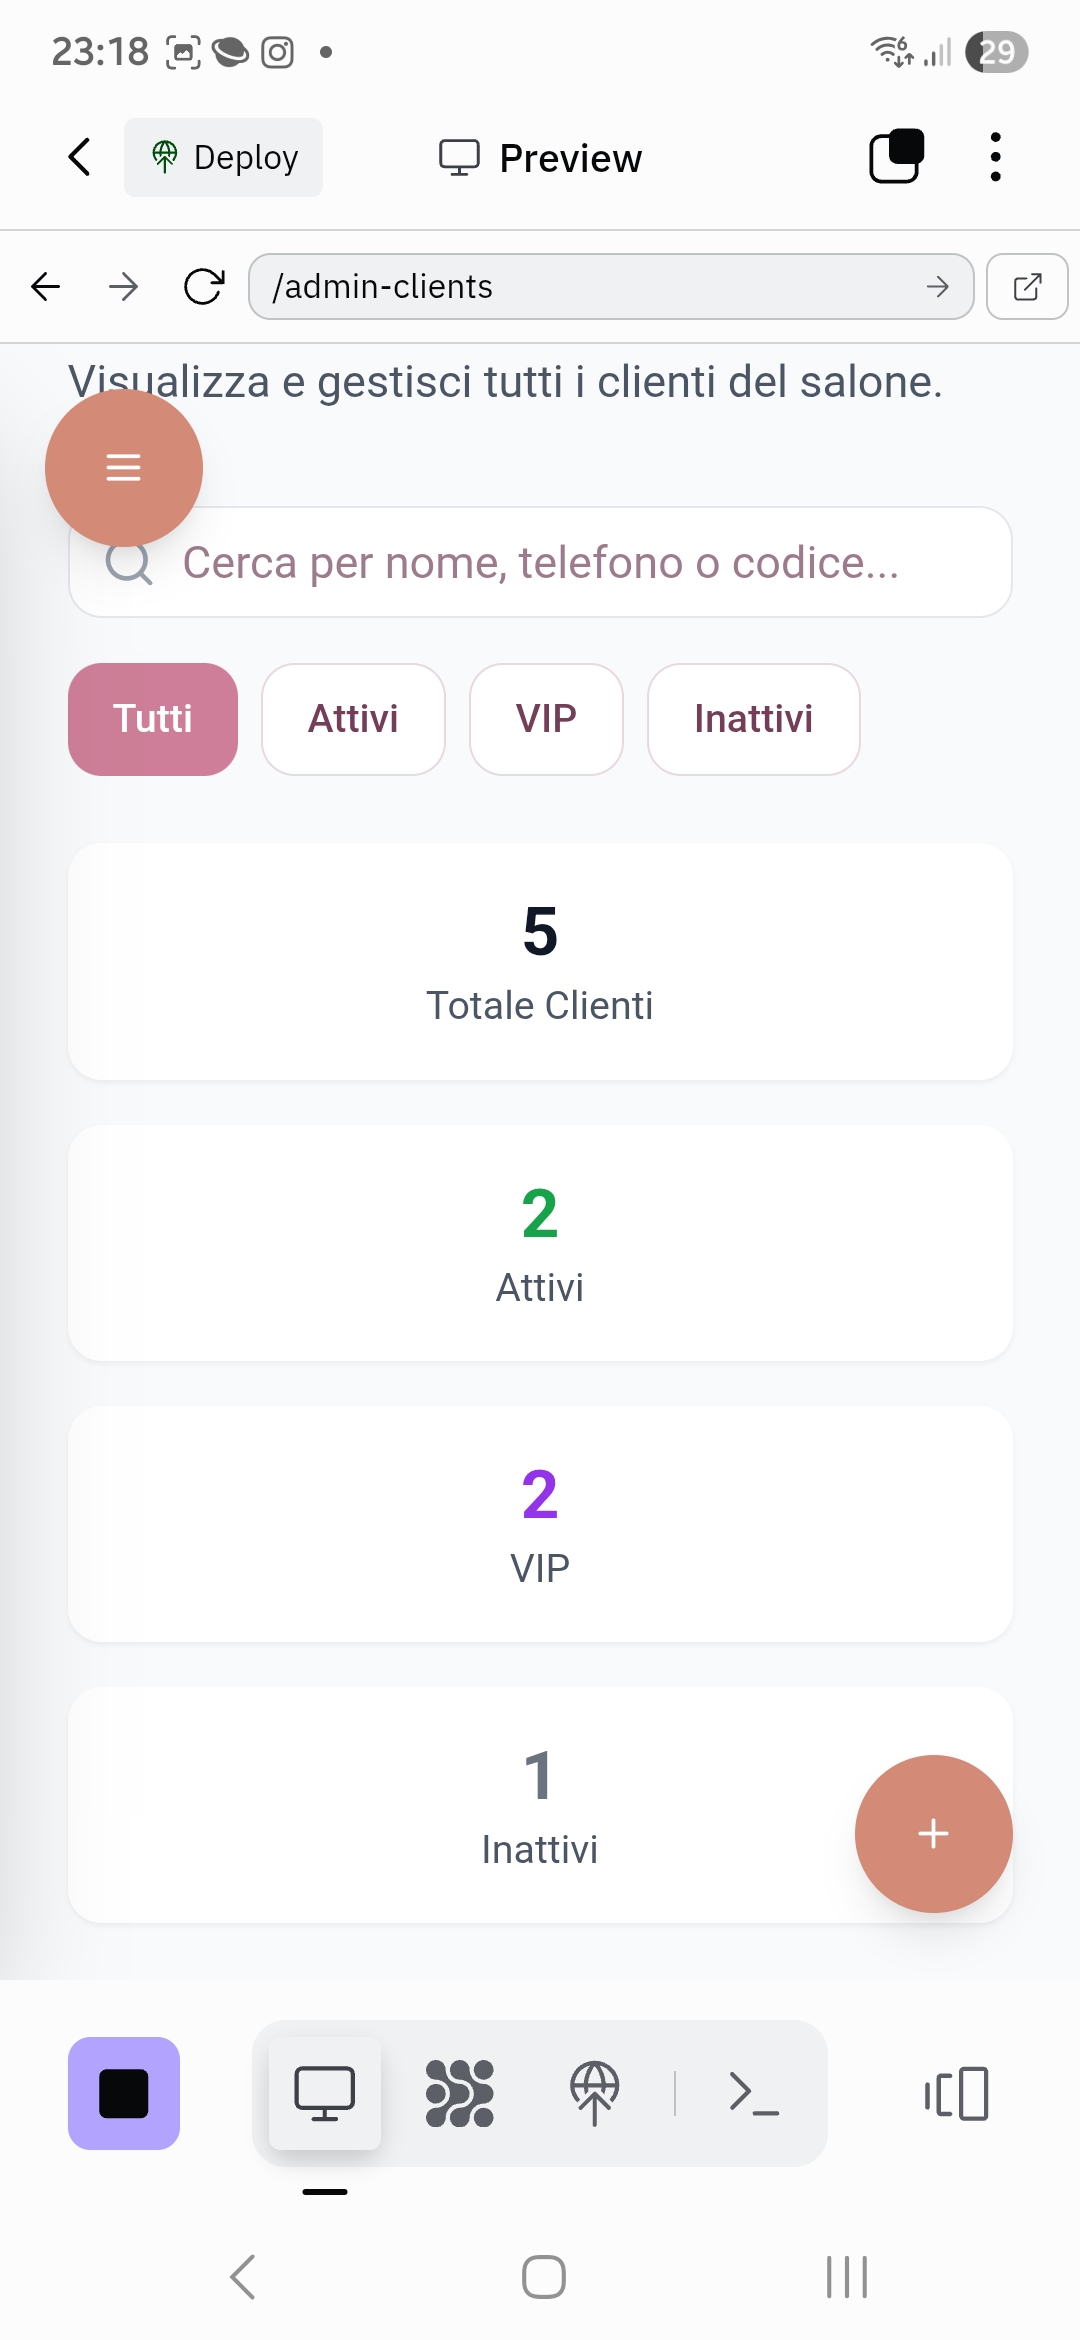 23:18
6
29
Deploy
Preview
/admin-clients
Visualizza e gestisci tutti i clienti del salone.
Cerca per nome, telefono o codice...
Tutti Attivi VIP Inattivi
5
Totale Clienti
2
Attivi
2
VIP
1
Inattivi